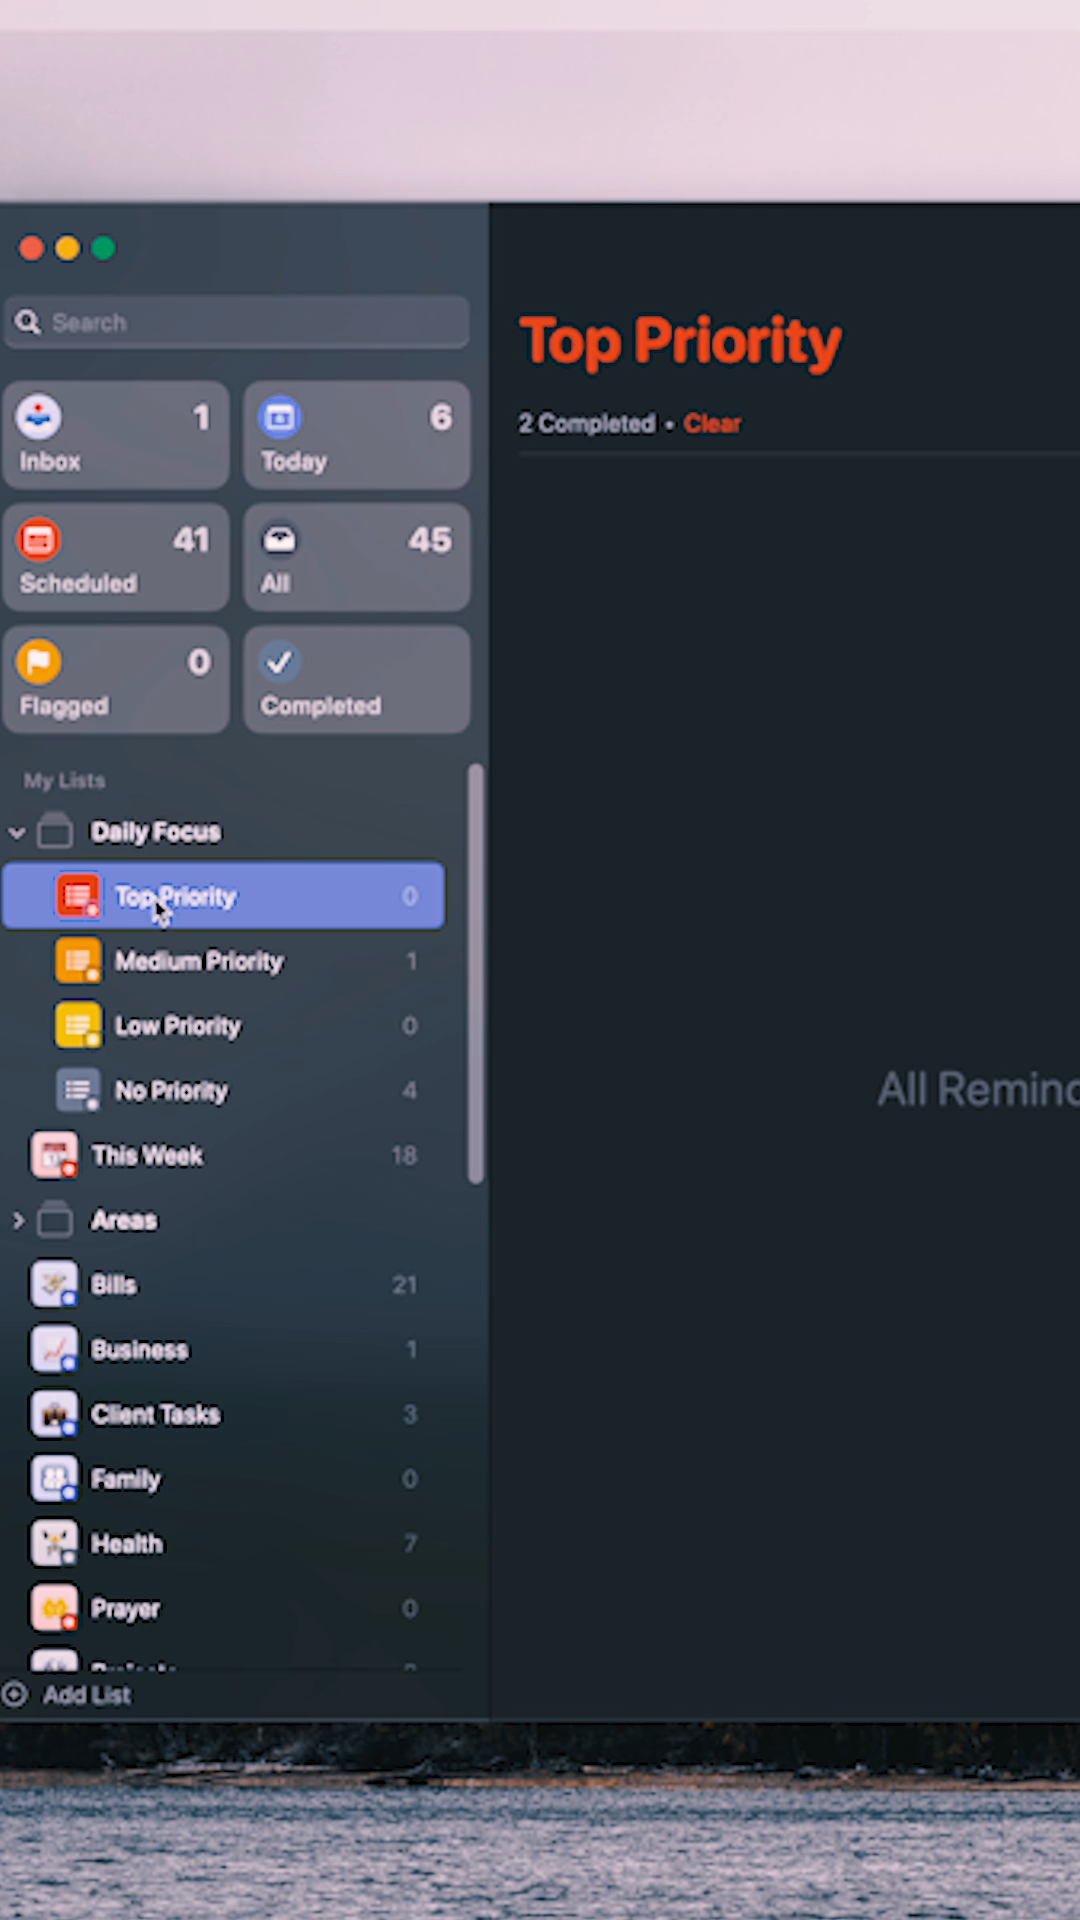 Search
1
Inbox
6
Today
41
Scheduled
45
All
0
Flagged
Completed
My Lists
Daily Focus
Top Priority 0
Medium Priority 1
Low Priority 0
No Priority 4
This Week 18
Areas
Bills 21
Business 1
Client Tasks 3
Family 0
Health 7
Prayer 0
Add List
Top Priority
2 Completed • Clear
All Remin